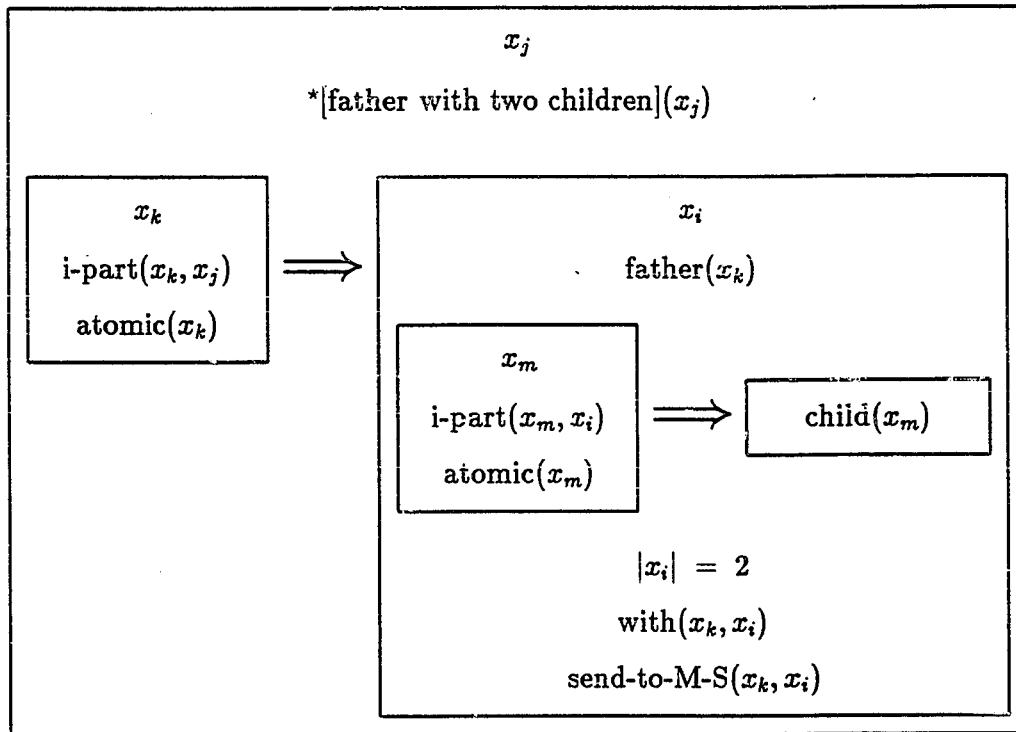 x_j
*[father with two children](x_j)
x_k
i-part(x_k, x_j)
atomic(x_k)
⟹
x_i
father(x_k)
x_m
i-part(x_m, x_i)
atomic(x_m)
⟹
child(x_m)
|x_i| = 2
with(x_k, x_i)
send-to-M-S(x_k, x_i)